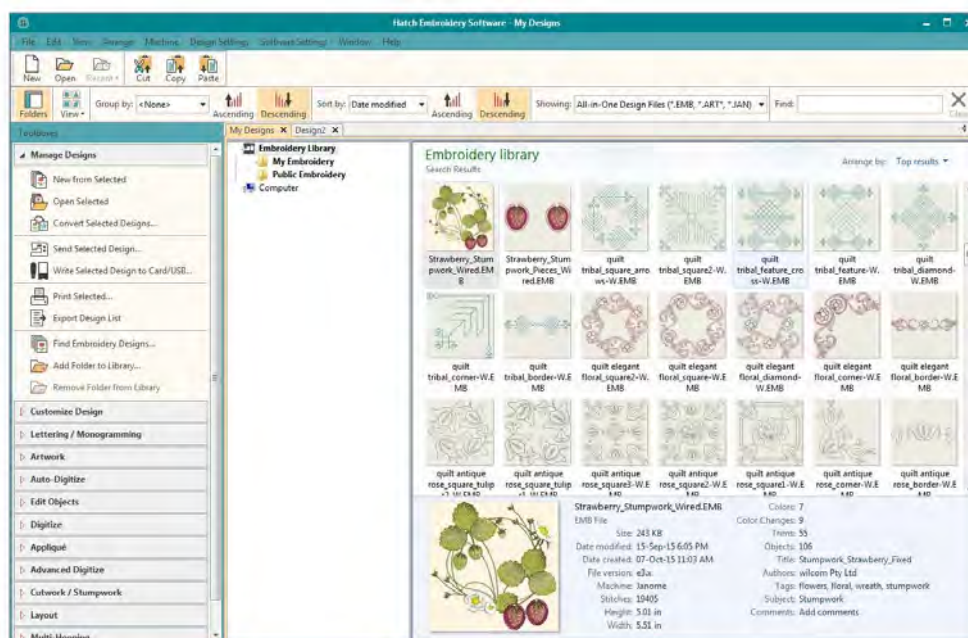 Hatch Embroidery Software - My Designs
File Edit View Arrange Machine Design Settings Software Settings Window Help
New Open Recent Cut Copy Paste
Folders View Group by: <None> Ascending Descending Sort by: Date modified Ascending Descending Showing: All-in-One Design Files (*.EMB, *.ART*, *.JAN) Find:
Toolboxes
My Designs X Design2 X
Manage Designs
New from Selected
Open Selected
Convert Selected Designs...
Send Selected Design...
Write Selected Design to Card/USB...
Print Selected...
Export Design List
Find Embroidery Designs...
Add Folder to Library...
Remove Folder from Library
Customize Design
Lettering / Monogramming
Artwork
Auto-Digitize
Edit Objects
Digitize
Appliqué
Advanced Digitize
Cutwork / Stumpwork
Layout
Multi-Hooping
Embroidery Library
My Embroidery
Public Embroidery
Computer
Embroidery library
Search Results
Arrange by: Top results
Strawberry_Stumpwork_Wired.EMB
Strawberry_Stumpwork_Pieces_Wired.EMB
quilt tribal_square_arrows-W.EMB
quilt tribal_square2-W.EMB
quilt tribal_feature_cross-W.EMB
quilt tribal_feature-W.EMB
quilt tribal_diamond-W.EMB
quilt tribal_corner-W.EMB
quilt tribal_border-W.EMB
quilt elegant floral_square2-W.EMB
quilt elegant floral_square-W.EMB
quilt elegant floral_diamond-W.EMB
quilt elegant floral_corner-W.EMB
quilt elegant floral_border-W.EMB
quilt antique rose_square_tulip
quilt antique rose_square_tulip
quilt antique rose_square3-W.EMB
quilt antique rose_square2-W.EMB
quilt antique rose_square1-W.EMB
quilt antique rose_corner-W.EMB
quilt antique rose_border-W.EMB
Strawberry_Stumpwork_Wired.EMB
EMB File
Size: 243 KB
Date modified: 15-Sep-15 6:05 PM
Date created: 07-Oct-15 11:03 AM
File version: e3.x
Machine: Janome
Stitches: 19405
Height: 5.01 in
Width: 5.51 in
Colors: 7
Color Changes: 9
Trims: 55
Objects: 106
Title: Stumpwork_Strawberry_Fixed
Authors: wilcom Pty Ltd
Tags: flowers, floral, wreath, stumpwork
Subject: Stumpwork
Comments: Add comments